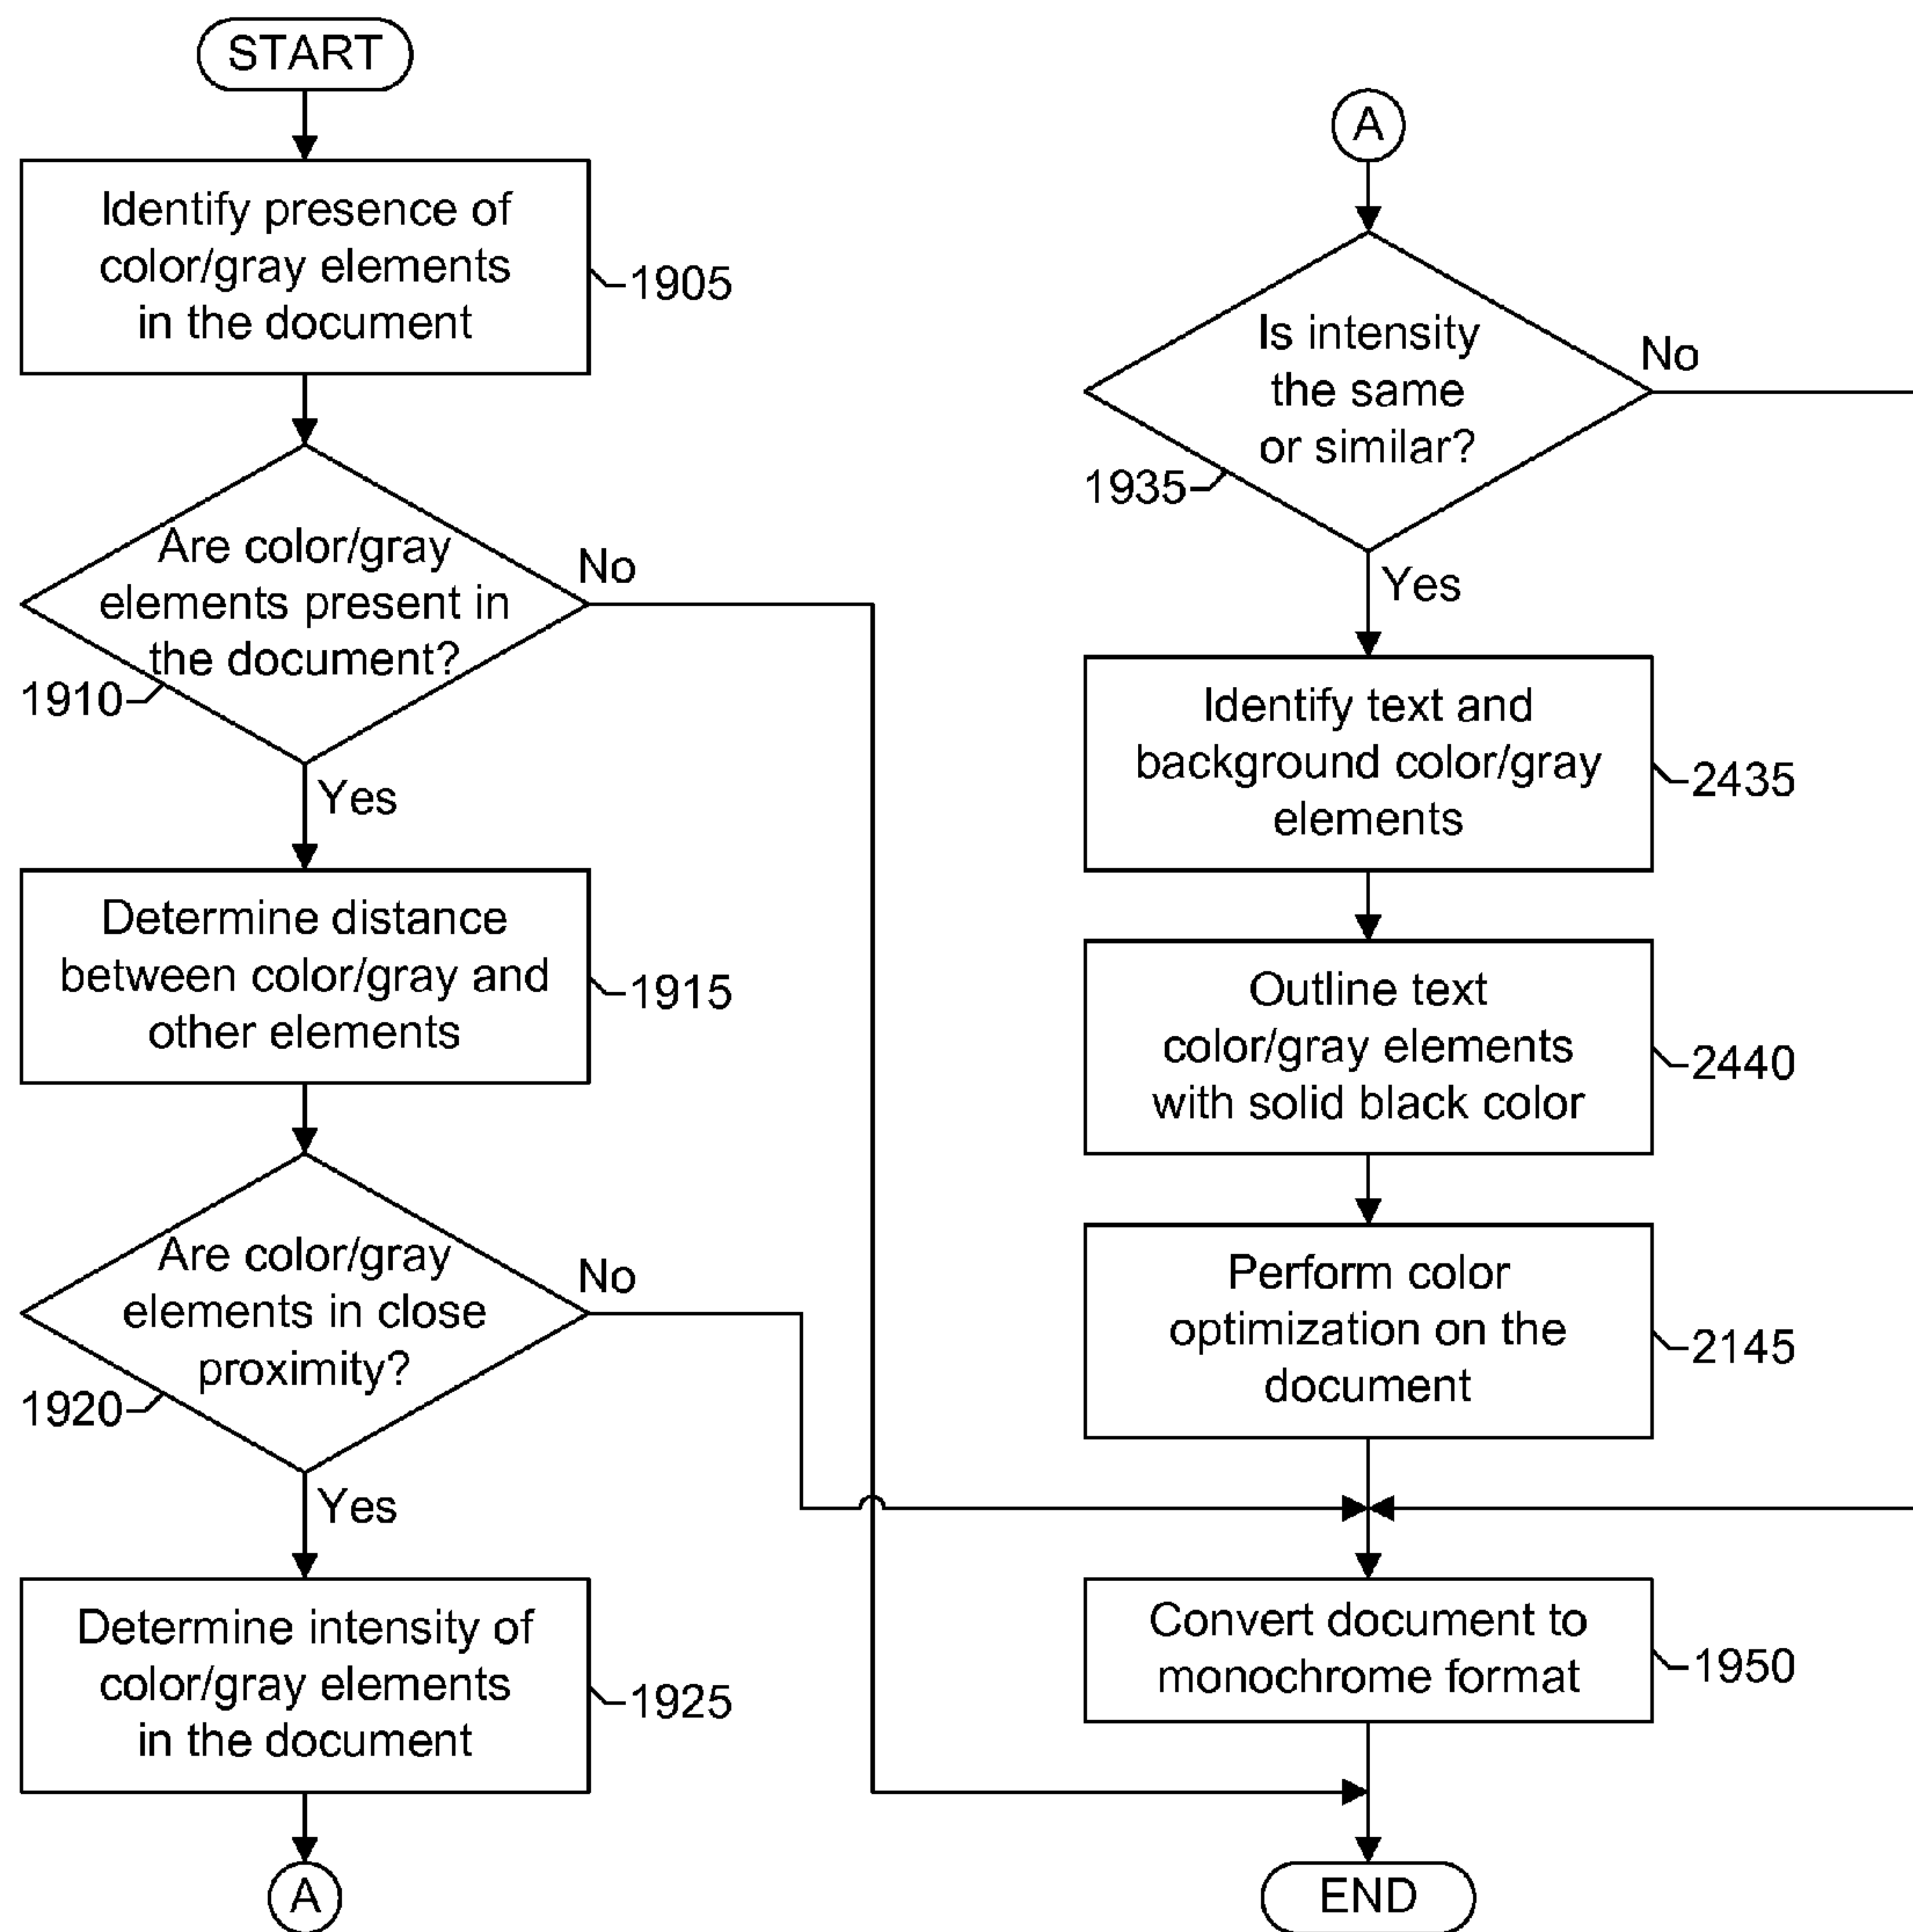 START
Identify presence of
color/gray elements
in the document
1905
Are color/gray
elements present in
the document?
No
1910
Yes
Determine distance
between color/gray and
other elements
1915
Are color/gray
elements in close
proximity?
No
1920
Yes
Determine intensity of
color/gray elements
in the document
1925
A
A
Is intensity
the same
or similar?
No
1935
Yes
Identify text and
background color/gray
elements
2435
Outline text
color/gray elements
with solid black color
2440
Perform color
optimization on the
document
2145
Convert document to
monochrome format
1950
END